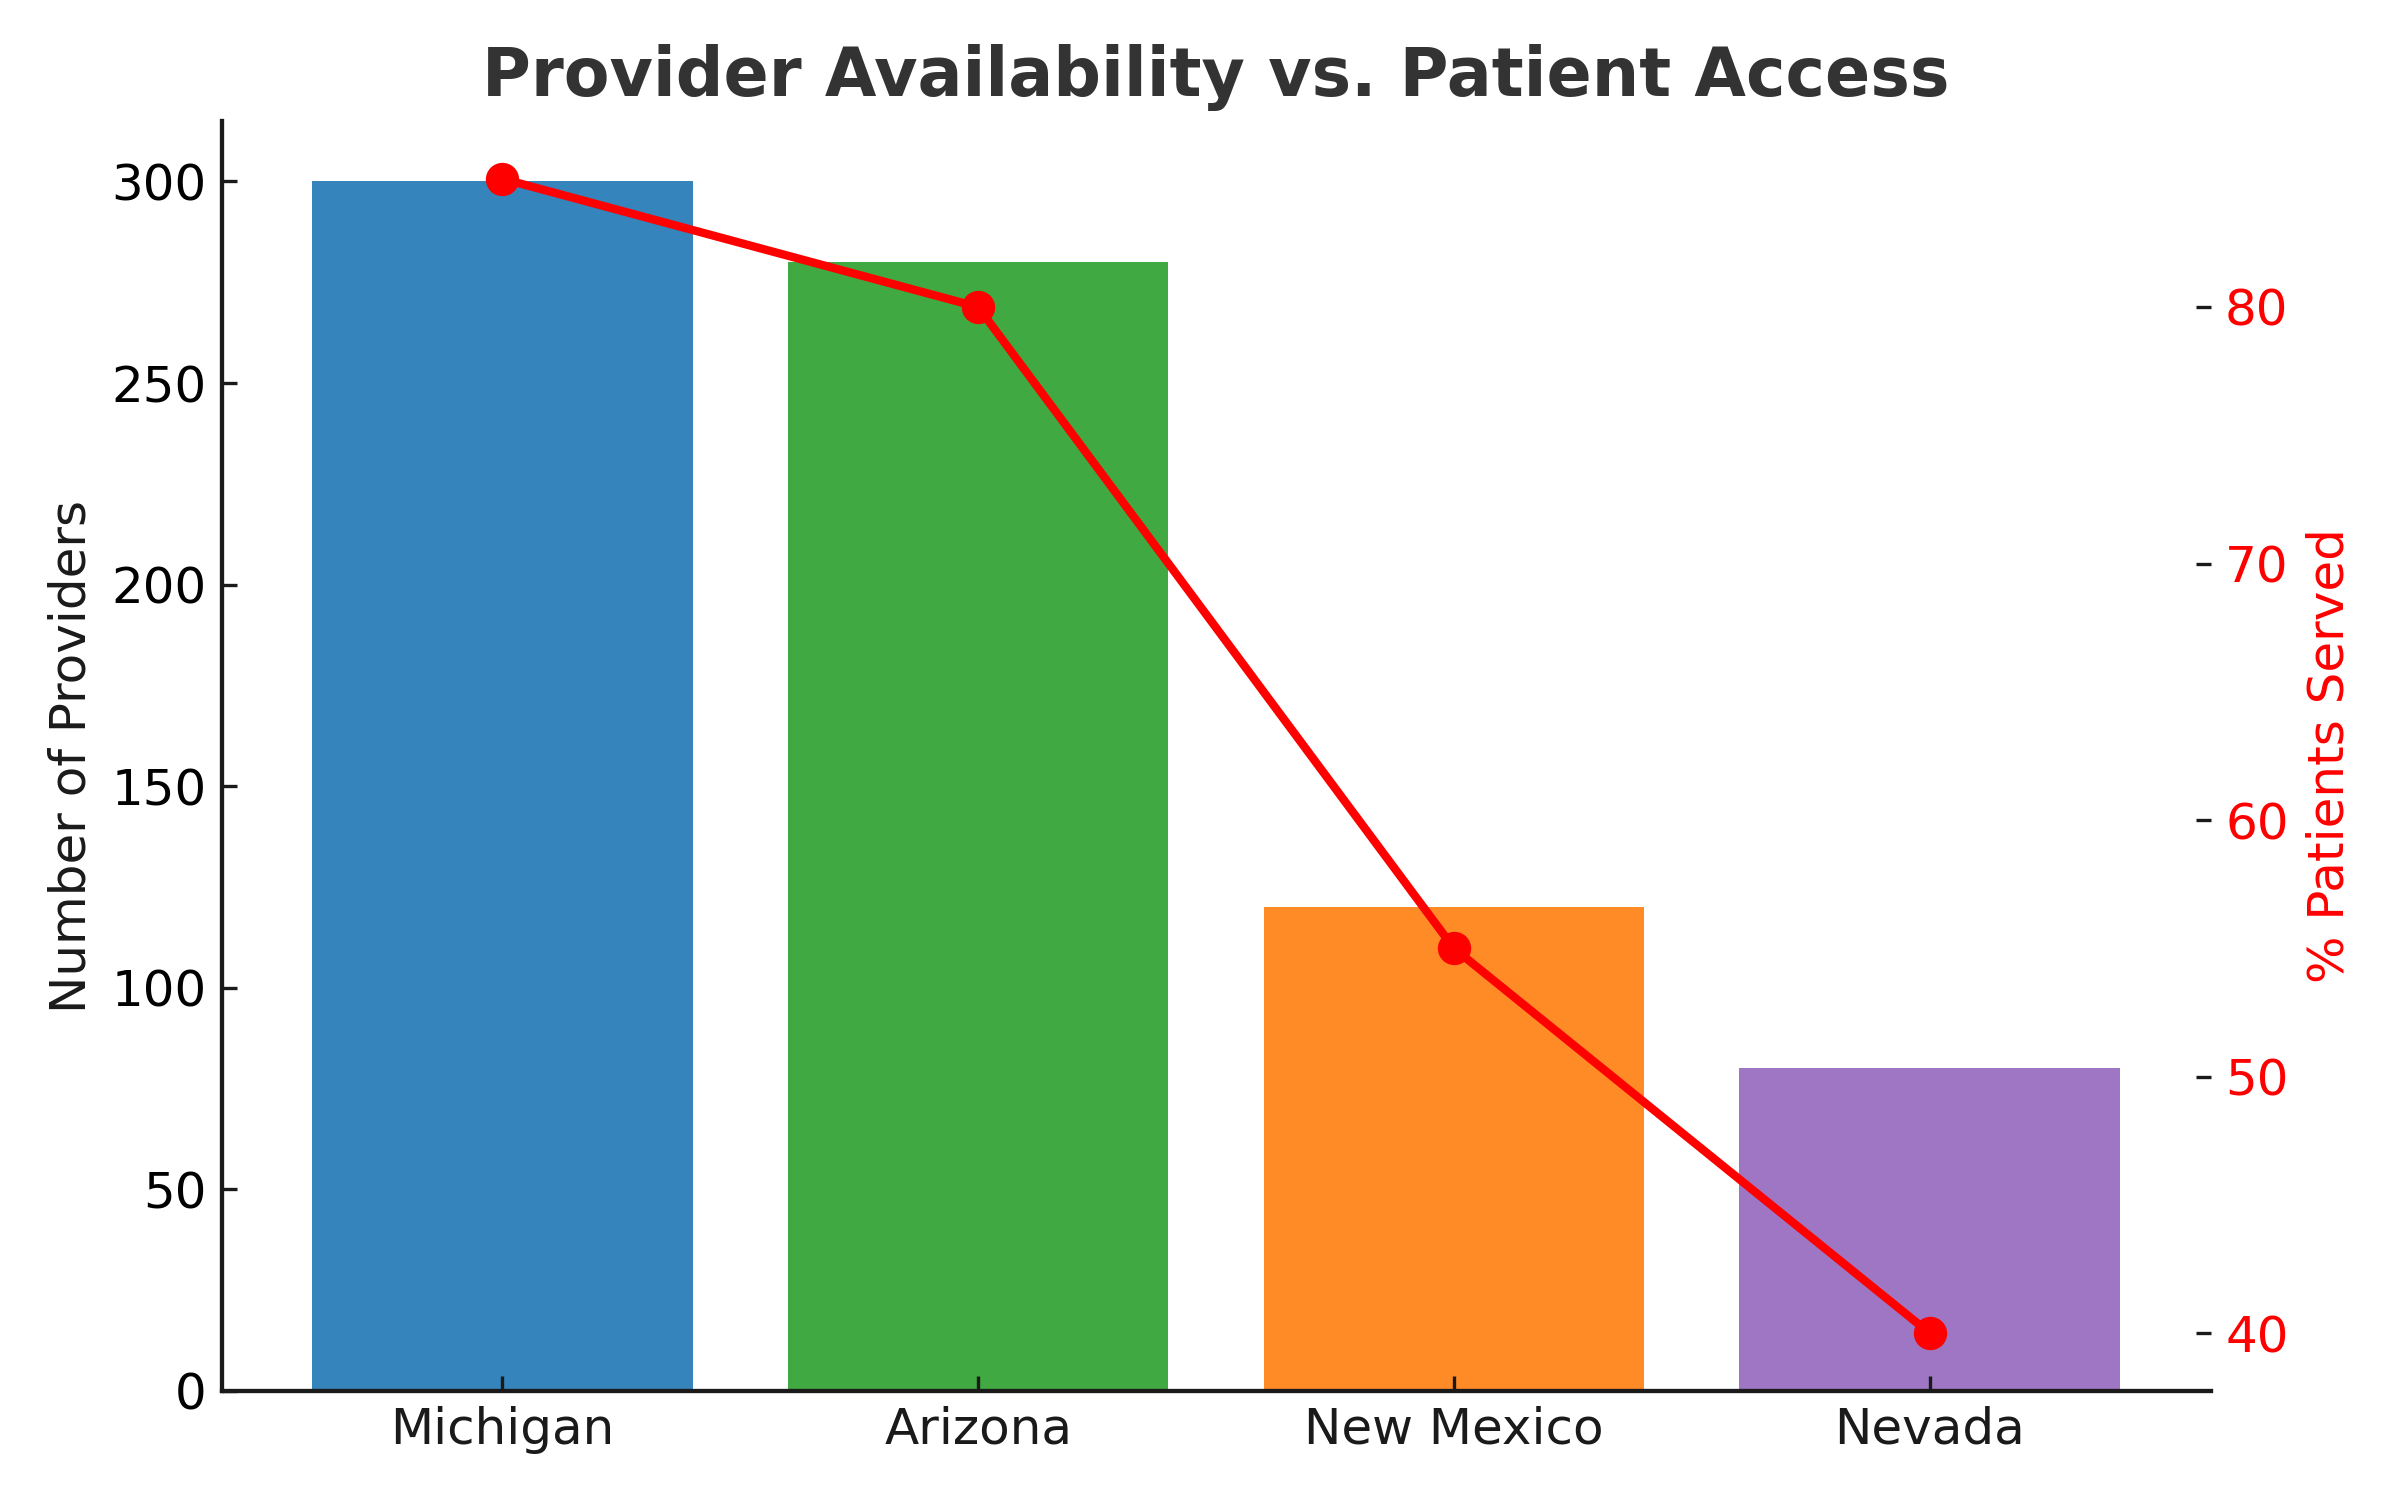 Provider Availability vs. Patient Access
Number of Providers
300
250
200
150
100
50
0
80
70
60
50
40
% Patients Served
Michigan
Arizona
New Mexico
Nevada